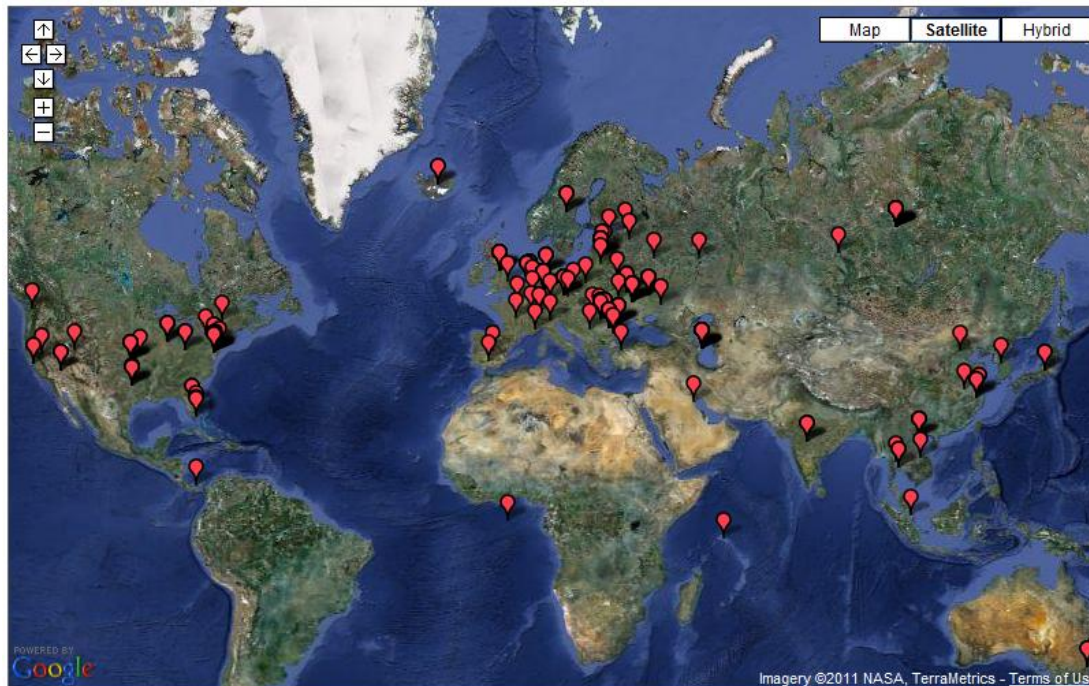 Map Satellite Hybrid
POWERED BY
Google
Imagery ©2011 NASA, TerraMetrics - Terms of Us